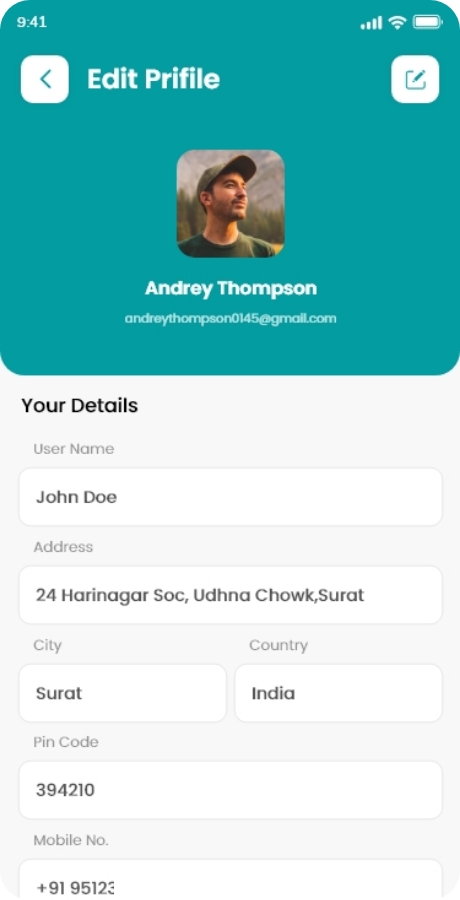 9:41
Edit Prifile
Andrey Thompson
andreythompson0145@gmail.com
Your Details
User Name
John Doe
Address
24 Harinagar Soc, Udhna Chowk,Surat
City
Country
Surat
India
Pin Code
394210
Mobile No.
+91 95123